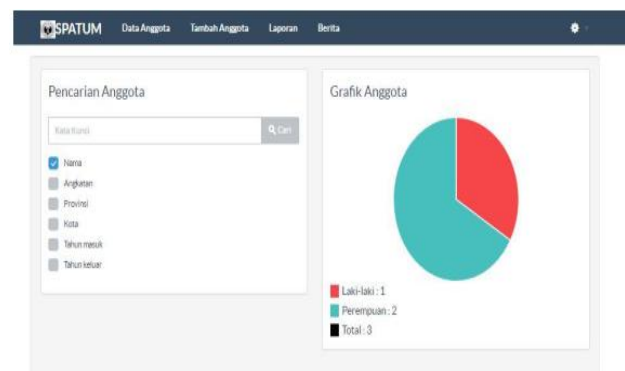 SPATUM Data Anggota Tambah Anggota Laporan Berita
Pencarian Anggota
Kata Kunci Cari
Nama
Angkatan
Provinsi
Kota
Tahun masuk
Tahun keluar
Grafik Anggota
Laki-laki : 1
Perempuan : 2
Total : 3